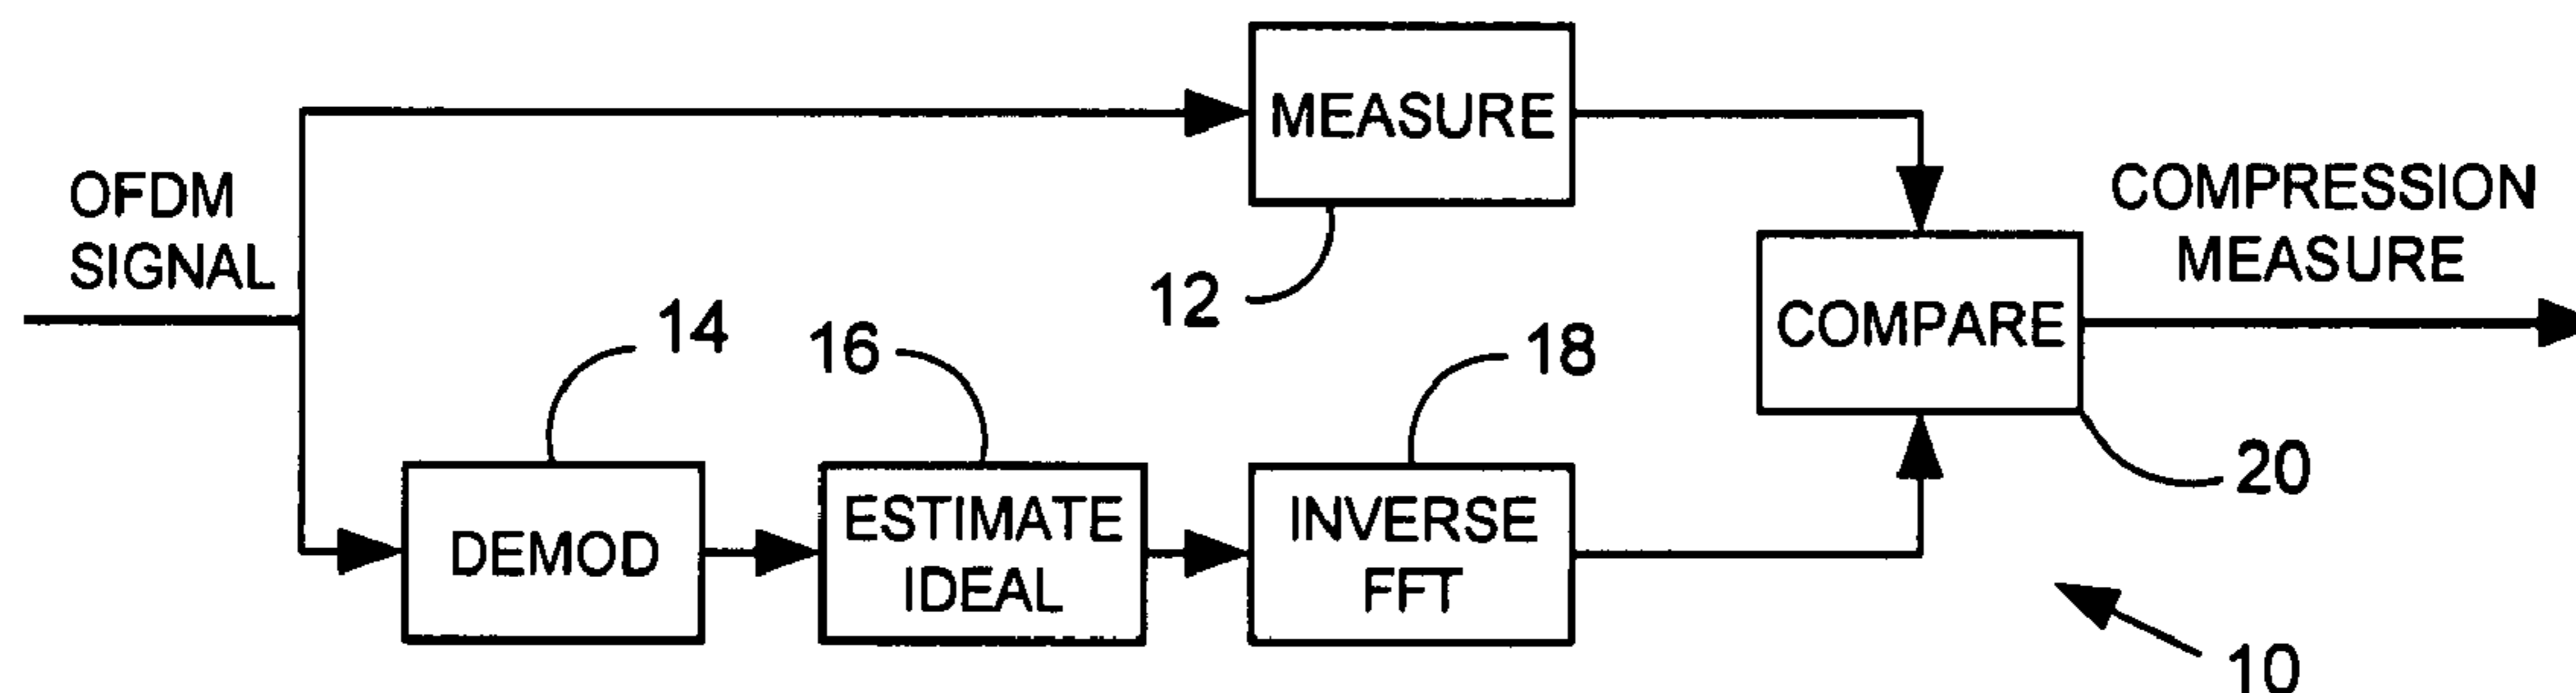 MEASURE
OFDM
SIGNAL
COMPRESSION
MEASURE
12
14
16
18
COMPARE
20
DEMOD
ESTIMATE
IDEAL
INVERSE
FFT
10